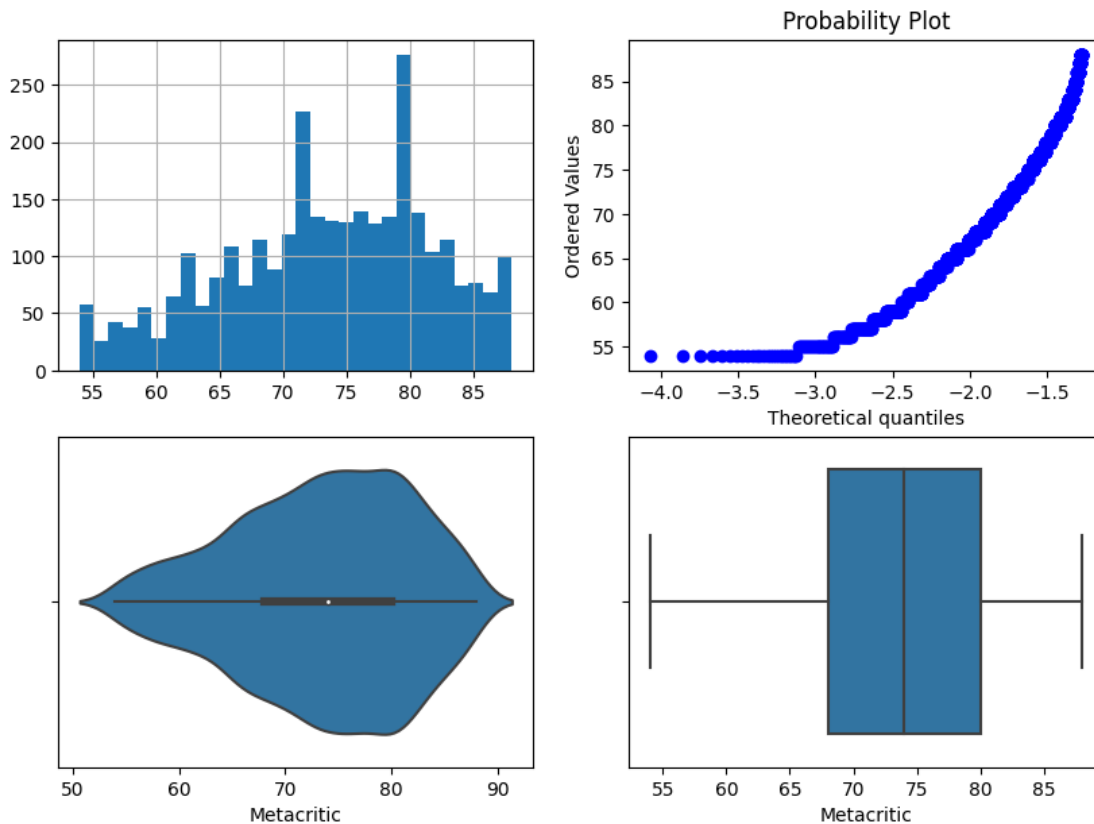 250
200
150
100
50
0
55 60 65 70 75 80 85
Probability Plot
Ordered Values
85
80
75
70
65
60
55
−4.0 −3.5 −3.0 −2.5 −2.0 −1.5
Theoretical quantiles
50 60 70 80 90
Metacritic
55 60 65 70 75 80 85
Metacritic